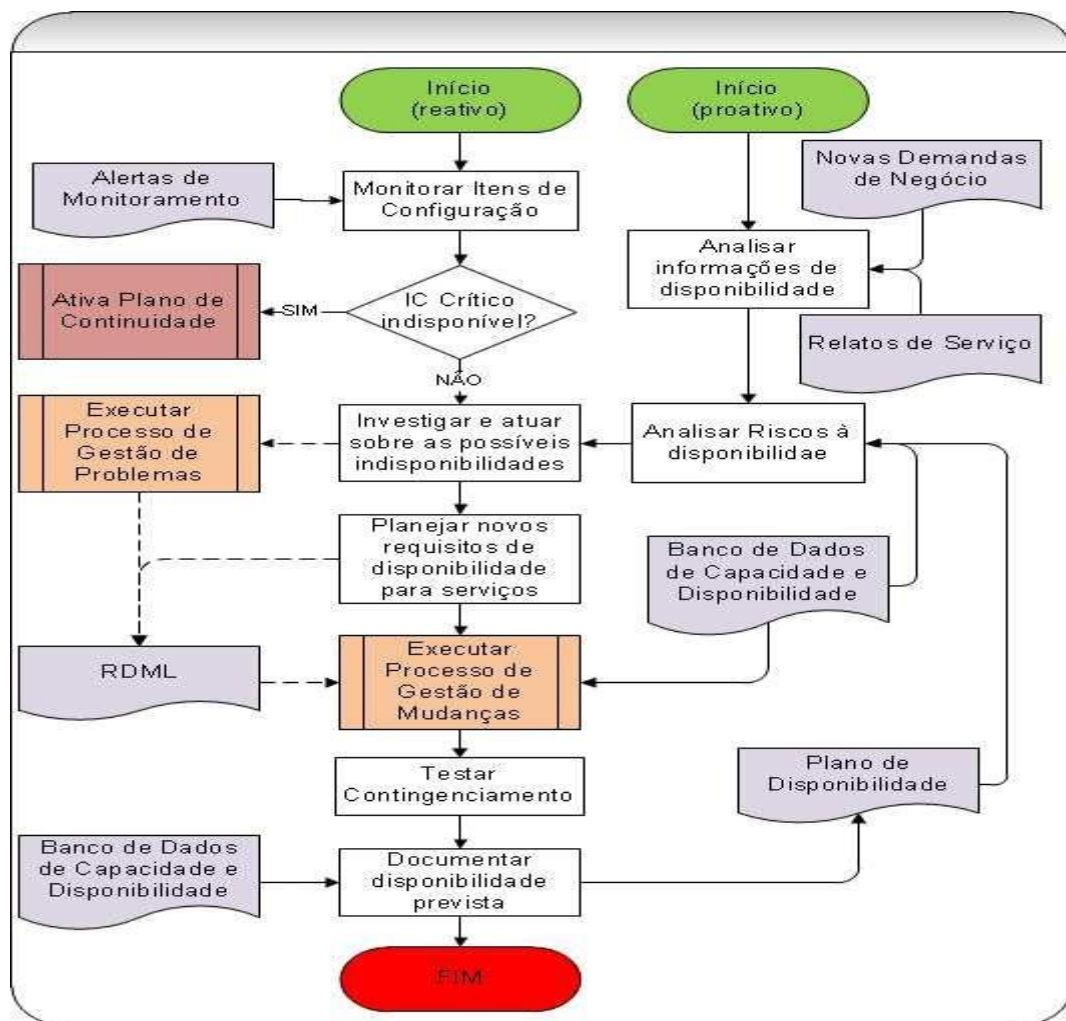 Início
(reativo)
Início
(proativo)
Alertas de
Monitoramento
Monitorar Itens de
Configuração
Novas Demandas
de Negócio
Analisar
informações de
disponibilidade
Ativa Plano de
Continuidade
SIM
IC Crítico
indisponível?
Relatos de Serviço
NÃO
Executar
Processo de
Gestão de
Problemas
Investigar e atuar
sobre as possíveis
indisponibilidades
Analisar Riscos à
disponibilidae
Planejar novos
requisitos de
disponibilidade
para serviços
Banco de Dados
de Capacidade e
Disponibilidade
RDML
Executar
Processo de
Gestão de
Mudanças
Testar
Contingenciamento
Plano de
Disponibilidade
Banco de Dados
de Capacidade e
Disponibilidade
Documentar
disponibilidade
prevista
FIM